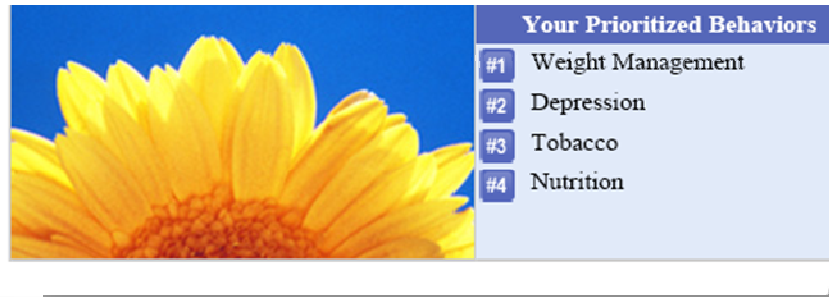 Your Prioritized Behaviors
#1 Weight Management
#2 Depression
#3 Tobacco
#4 Nutrition